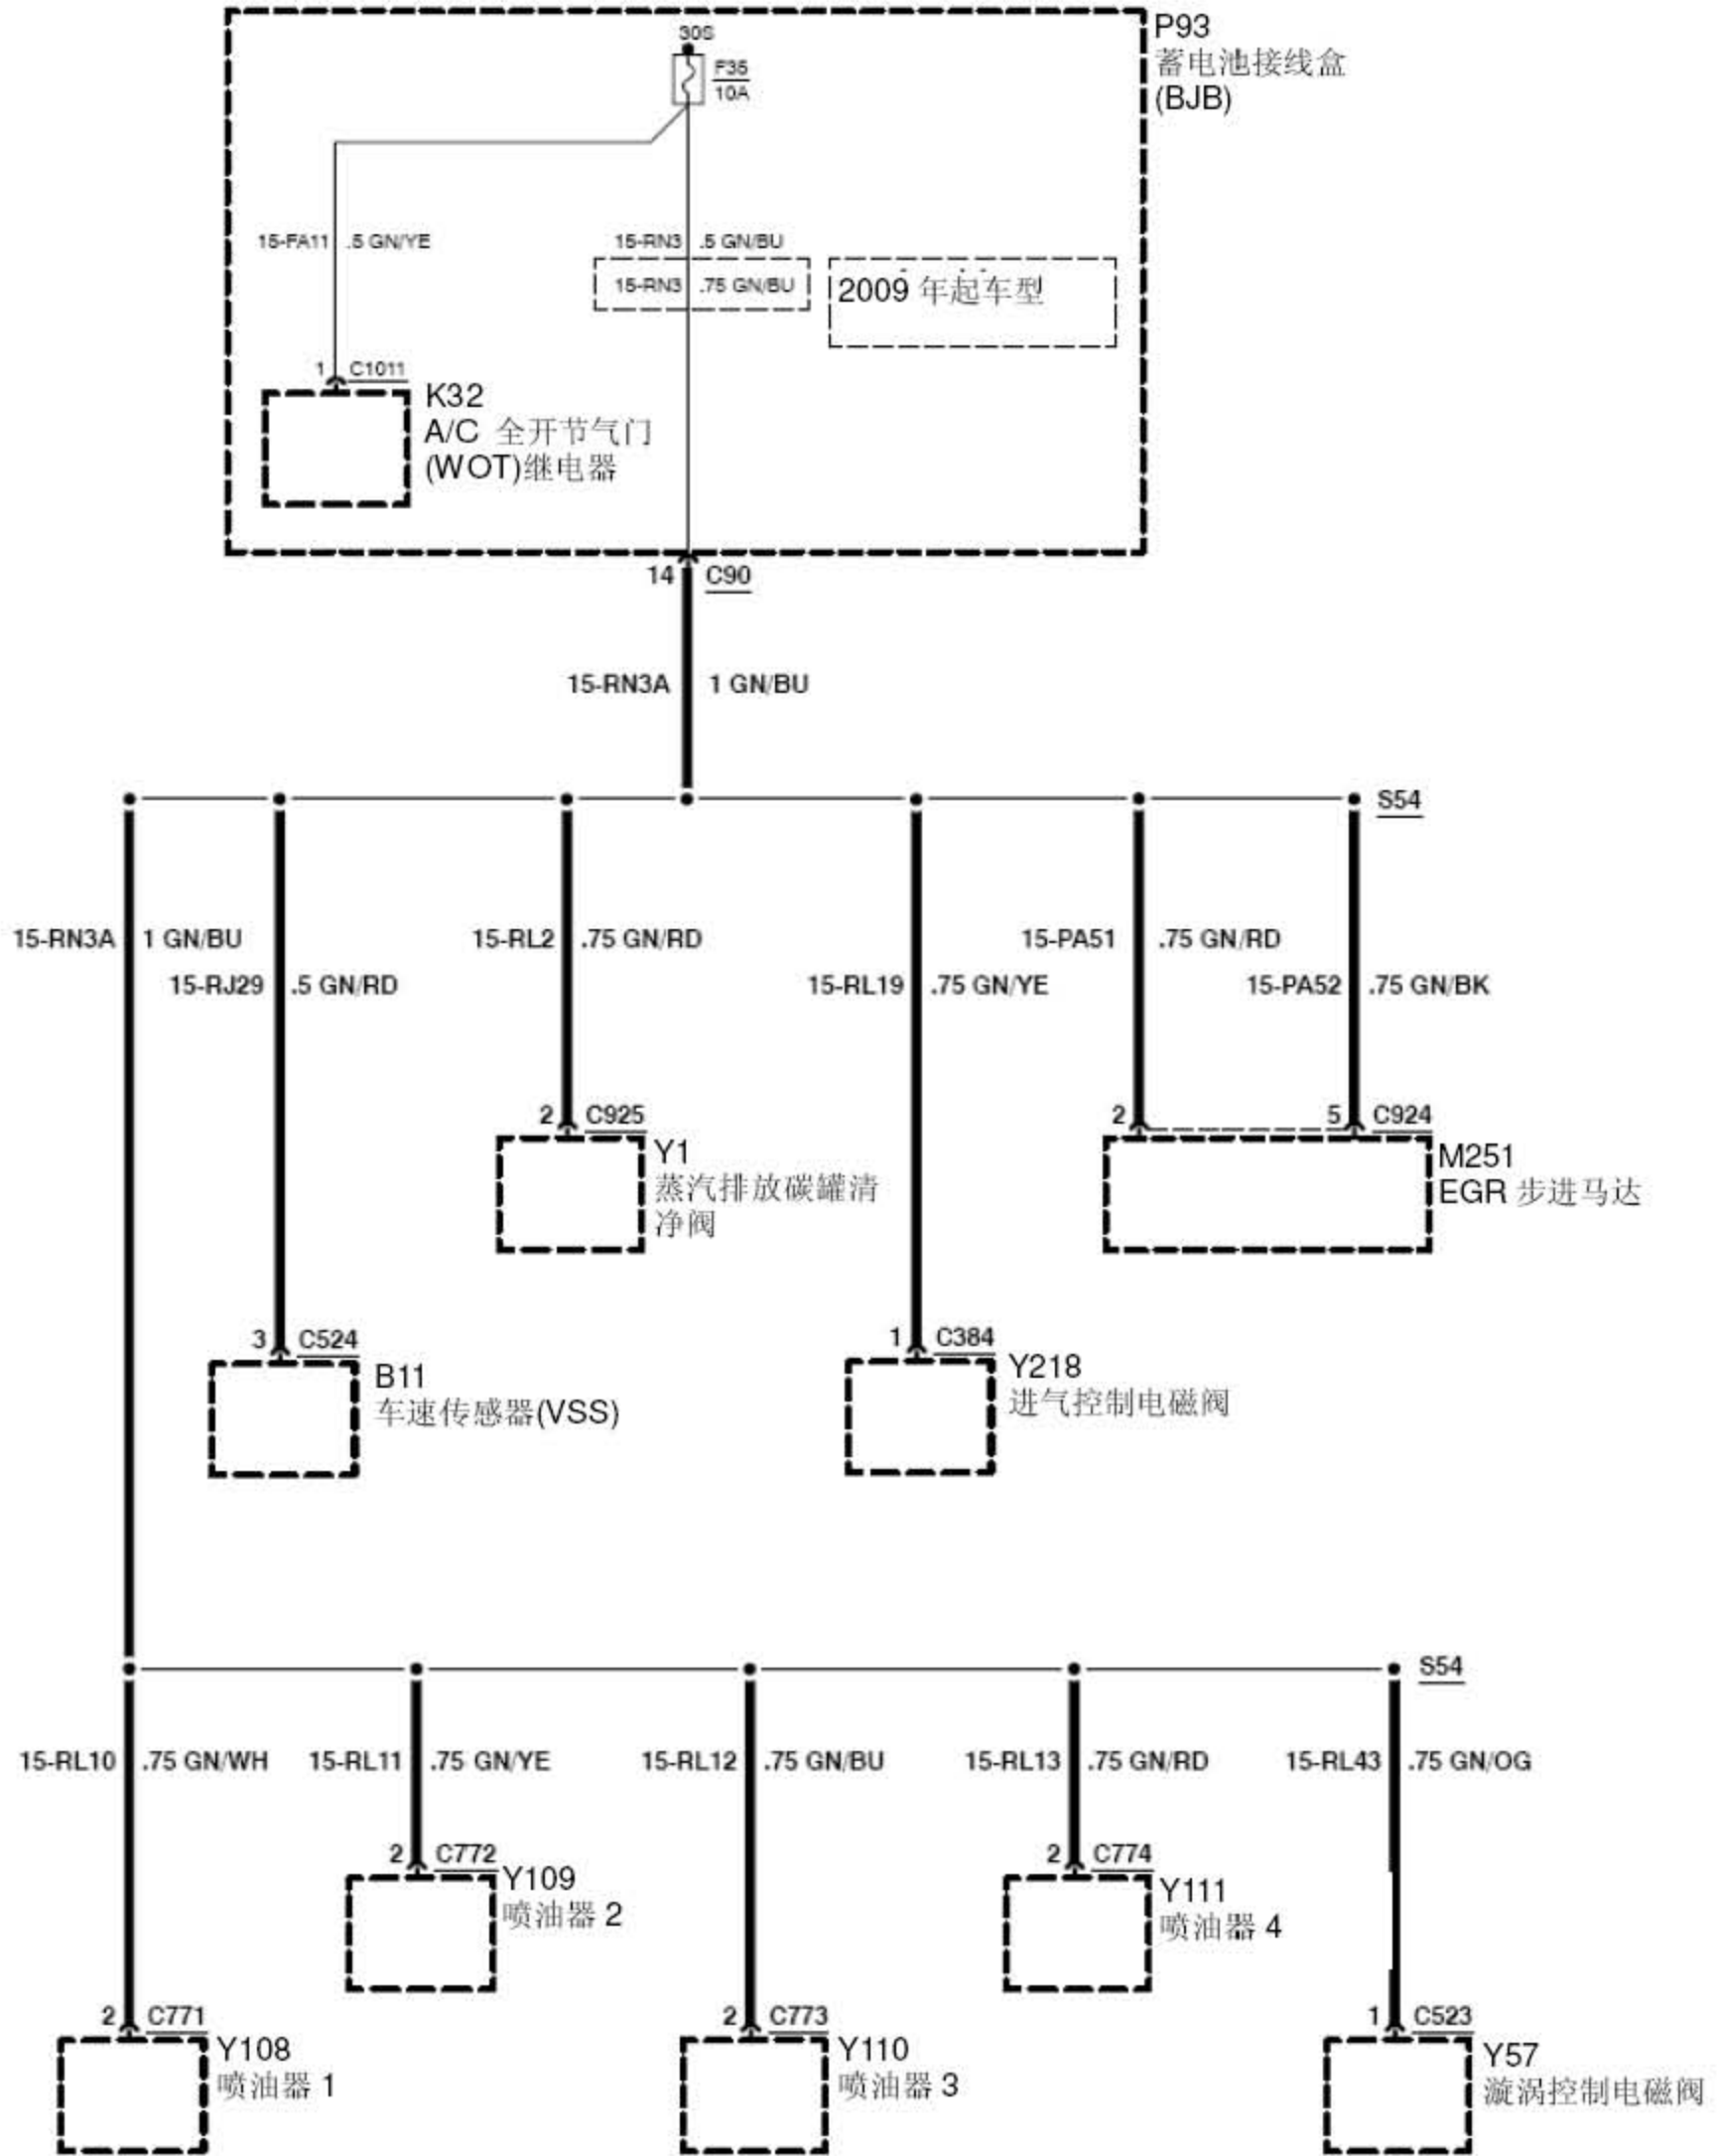 P93
蓄电池接线盒
(BJB)
30S
F35
10A
15-FA11 .5 GN/YE
15-RN3 .5 GN/BU
15-RN3 .75 GN/BU
2009 年起车型
1 C1011
K32
A/C 全开节气门
(WOT)继电器
14 C90
15-RN3A 1 GN/BU
S54
15-RN3A 1 GN/BU
15-RL2 .75 GN/RD
15-PA51 .75 GN/RD
15-RJ29 .5 GN/RD
15-RL19 .75 GN/YE
15-PA52 .75 GN/BK
2 C925
Y1
蒸汽排放碳罐清
净阀
2
5 C924
M251
EGR 步进马达
3 C524
B11
车速传感器(VSS)
1 C384
Y218
进气控制电磁阀
S54
15-RL10 .75 GN/WH
15-RL11 .75 GN/YE
15-RL12 .75 GN/BU
15-RL13 .75 GN/RD
15-RL43 .75 GN/OG
2 C772
Y109
喷油器 2
2 C774
Y111
喷油器 4
2 C771
Y108
喷油器 1
2 C773
Y110
喷油器 3
1 C523
Y57
漩涡控制电磁阀